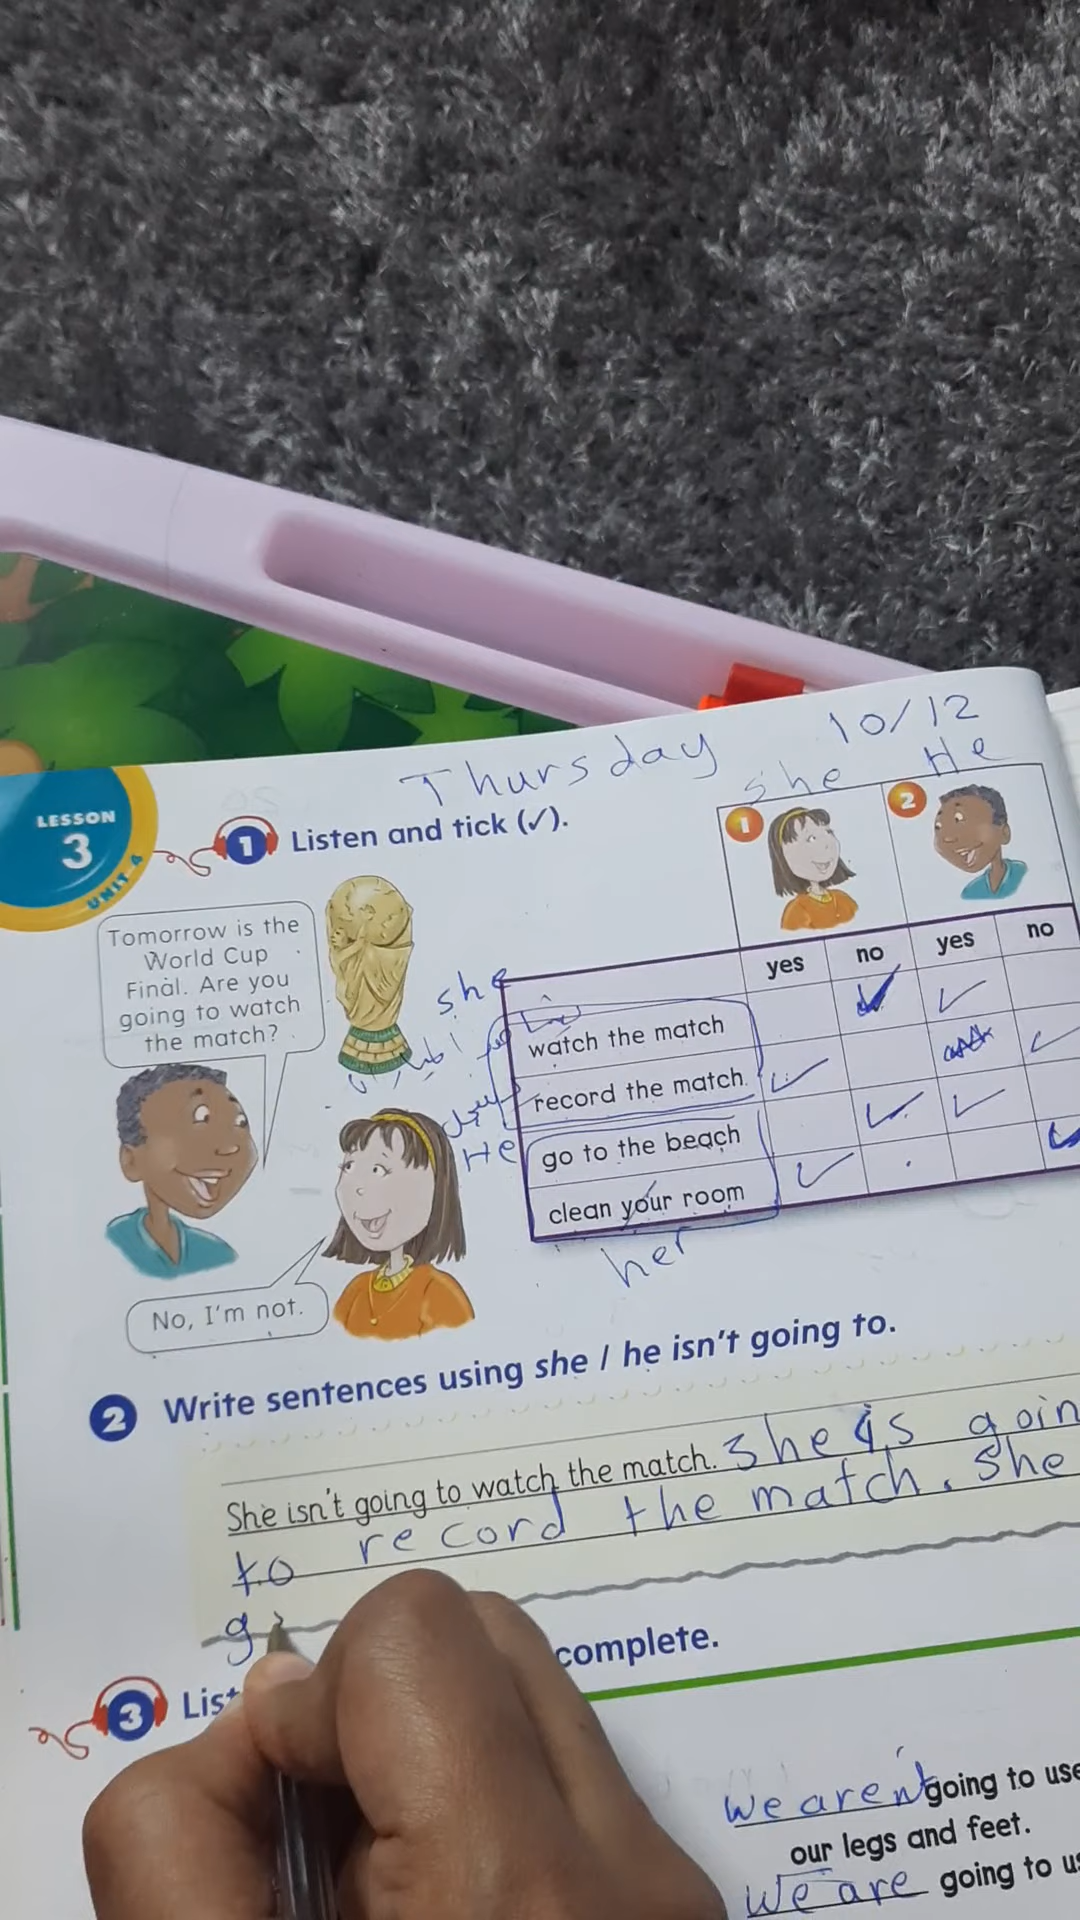 Thursday 10/12
she He
LESSON
3
UNIT 4
1 Listen and tick (✓).
1 2
Tomorrow is the
World Cup
Final. Are you
going to watch
the match?
No, I'm not.
yes no yes no
she
watch the match
record the match
He
go to the beach
clean your room
her
2 Write sentences using she / he isn't going to.
She isn't going to watch the match. she is goin
to record the match. She
g
3 List
complete.
We aren't going to use
our legs and feet.
We are going to us